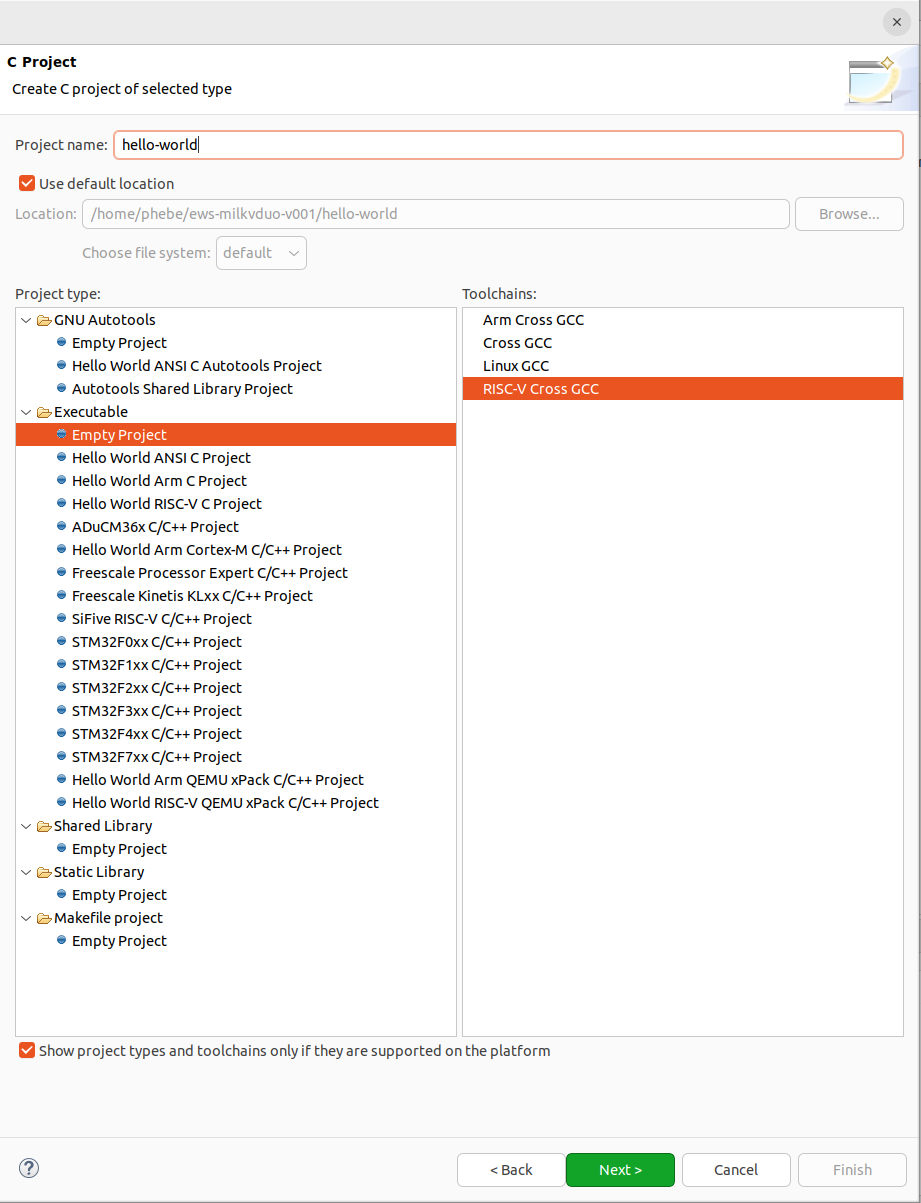 C Project
Create C project of selected type
Project name: hello-world
Use default location
Location: /home/phebe/ews-milkvduo-v001/hello-world Browse...
Choose file system: default
Project type:
GNU Autotools
Empty Project
Hello World ANSI C Autotools Project
Autotools Shared Library Project
Executable
Empty Project
Hello World ANSI C Project
Hello World Arm C Project
Hello World RISC-V C Project
ADuCM36x C/C++ Project
Hello World Arm Cortex-M C/C++ Project
Freescale Processor Expert C/C++ Project
Freescale Kinetis KLxx C/C++ Project
SiFive RISC-V C/C++ Project
STM32F0xx C/C++ Project
STM32F1xx C/C++ Project
STM32F2xx C/C++ Project
STM32F3xx C/C++ Project
STM32F4xx C/C++ Project
STM32F7xx C/C++ Project
Hello World Arm QEMU xPack C/C++ Project
Hello World RISC-V QEMU xPack C/C++ Project
Shared Library
Empty Project
Static Library
Empty Project
Makefile project
Empty Project
Toolchains:
Arm Cross GCC
Cross GCC
Linux GCC
RISC-V Cross GCC
Show project types and toolchains only if they are supported on the platform
? < Back Next > Cancel Finish